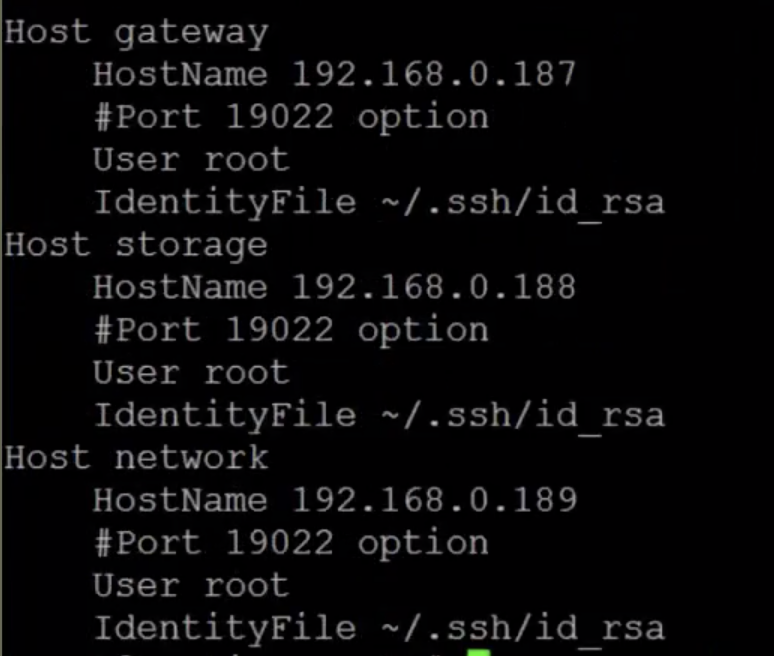 Host gateway
    HostName 192.168.0.187
    #Port 19022 option
    User root
    IdentityFile ~/.ssh/id_rsa
Host storage
    HostName 192.168.0.188
    #Port 19022 option
    User root
    IdentityFile ~/.ssh/id_rsa
Host network
    HostName 192.168.0.189
    #Port 19022 option
    User root
    IdentityFile ~/.ssh/id_rsa